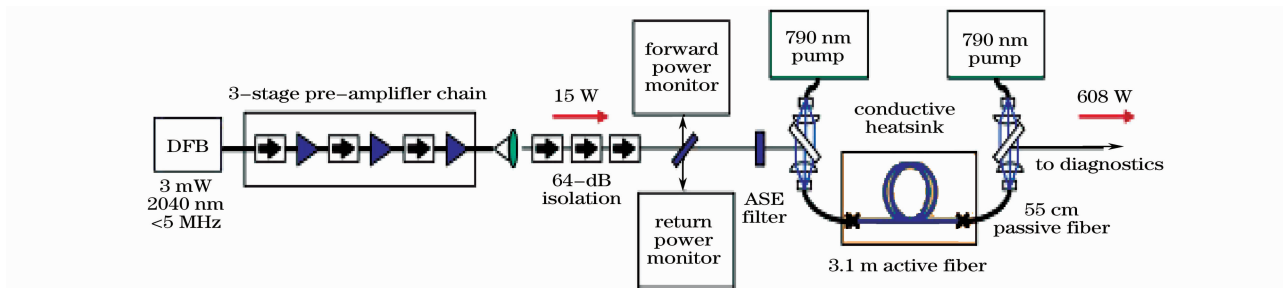 3-stage pre-amplifler chain
DFB
3 mW
2040 nm
<5 MHz
15 W
64-dB
isolation
forward
power
monitor
return
power
monitor
ASE
filter
790 nm
pump
conductive
heatsink
3.1 m active fiber
790 nm
pump
55 cm
passive fiber
608 W
to diagnostics